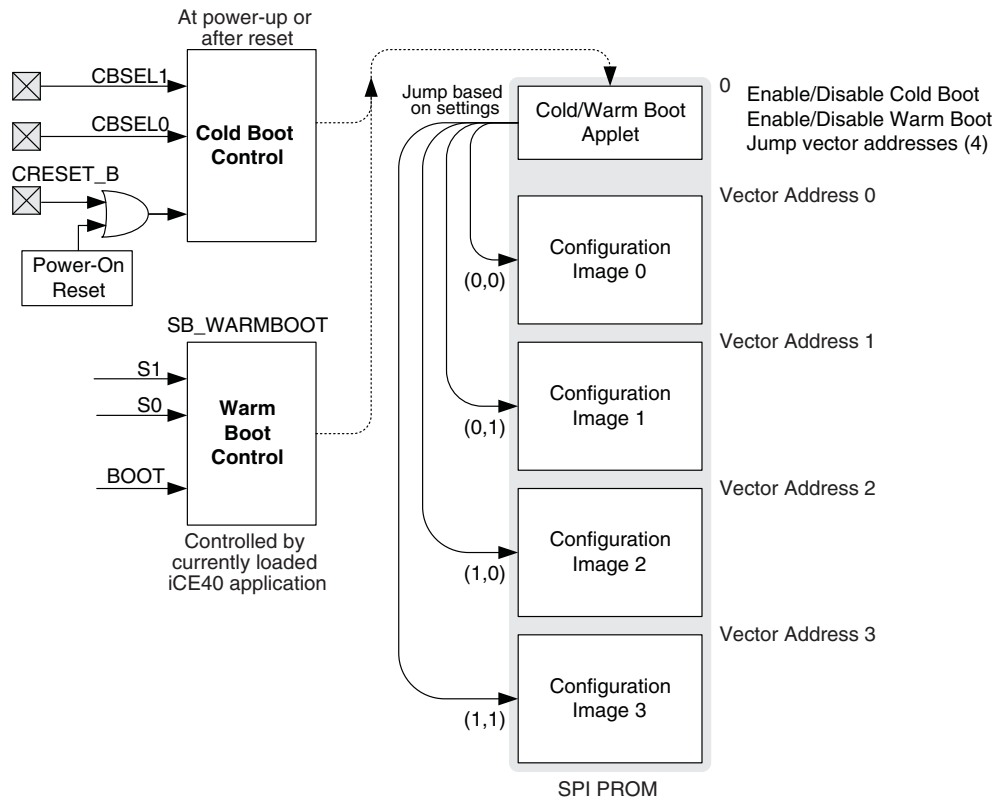 At power-up or
after reset
CBSEL1
CBSEL0
CRESET_B
Cold Boot
Control
Power-On
Reset
SB_WARMBOOT
S1
S0
BOOT
Warm
Boot
Control
Controlled by
currently loaded
iCE40 application
Jump based
on settings
Cold/Warm Boot
Applet
0
Enable/Disable Cold Boot
Enable/Disable Warm Boot
Jump vector addresses (4)
Vector Address 0
Configuration
Image 0
(0,0)
Vector Address 1
Configuration
Image 1
(0,1)
Vector Address 2
Configuration
Image 2
(1,0)
Vector Address 3
Configuration
Image 3
(1,1)
SPI PROM